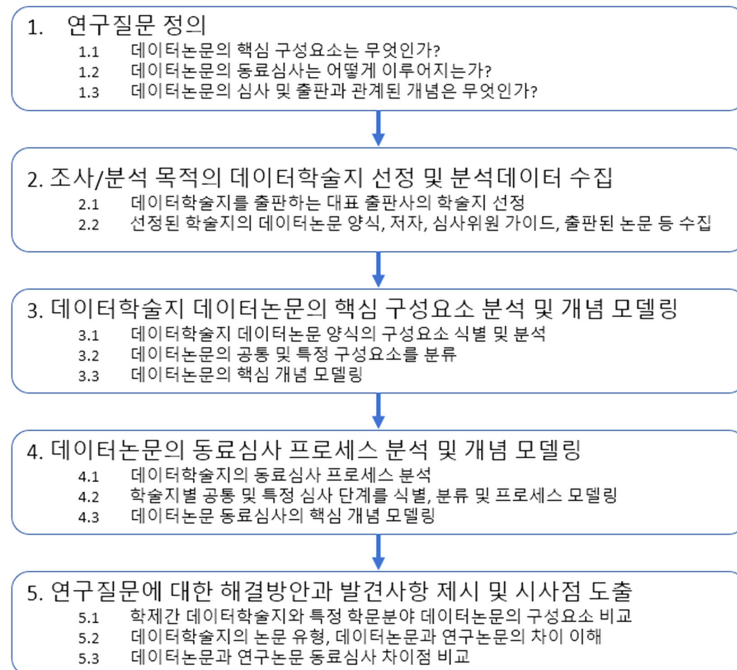 1. 연구질문 정의
1.1 데이터논문의 핵심 구성요소는 무엇인가?
1.2 데이터논문의 동료심사는 어떻게 이루어지는가?
1.3 데이터논문의 심사 및 출판과 관계된 개념은 무엇인가?
2. 조사/분석 목적의 데이터학술지 선정 및 분석데이터 수집
2.1 데이터학술지를 출판하는 대표 출판사의 학술지 선정
2.2 선정된 학술지의 데이터논문 양식, 저자, 심사위원 가이드, 출판된 논문 등 수집
3. 데이터학술지 데이터논문의 핵심 구성요소 분석 및 개념 모델링
3.1 데이터학술지 데이터논문 양식의 구성요소 식별 및 분석
3.2 데이터논문의 공통 및 특정 구성요소를 분류
3.3 데이터논문의 핵심 개념 모델링
4. 데이터논문의 동료심사 프로세스 분석 및 개념 모델링
4.1 데이터학술지의 동료심사 프로세스 분석
4.2 학술지별 공통 및 특정 심사 단계를 식별, 분류 및 프로세스 모델링
4.3 데이터논문 동료심사의 핵심 개념 모델링
5. 연구질문에 대한 해결방안과 발견사항 제시 및 시사점 도출
5.1 학제간 데이터학술지와 특정 학문분야 데이터논문의 구성요소 비교
5.2 데이터학술지의 논문 유형, 데이터논문과 연구논문의 차이 이해
5.3 데이터논문과 연구논문 동료심사 차이점 비교